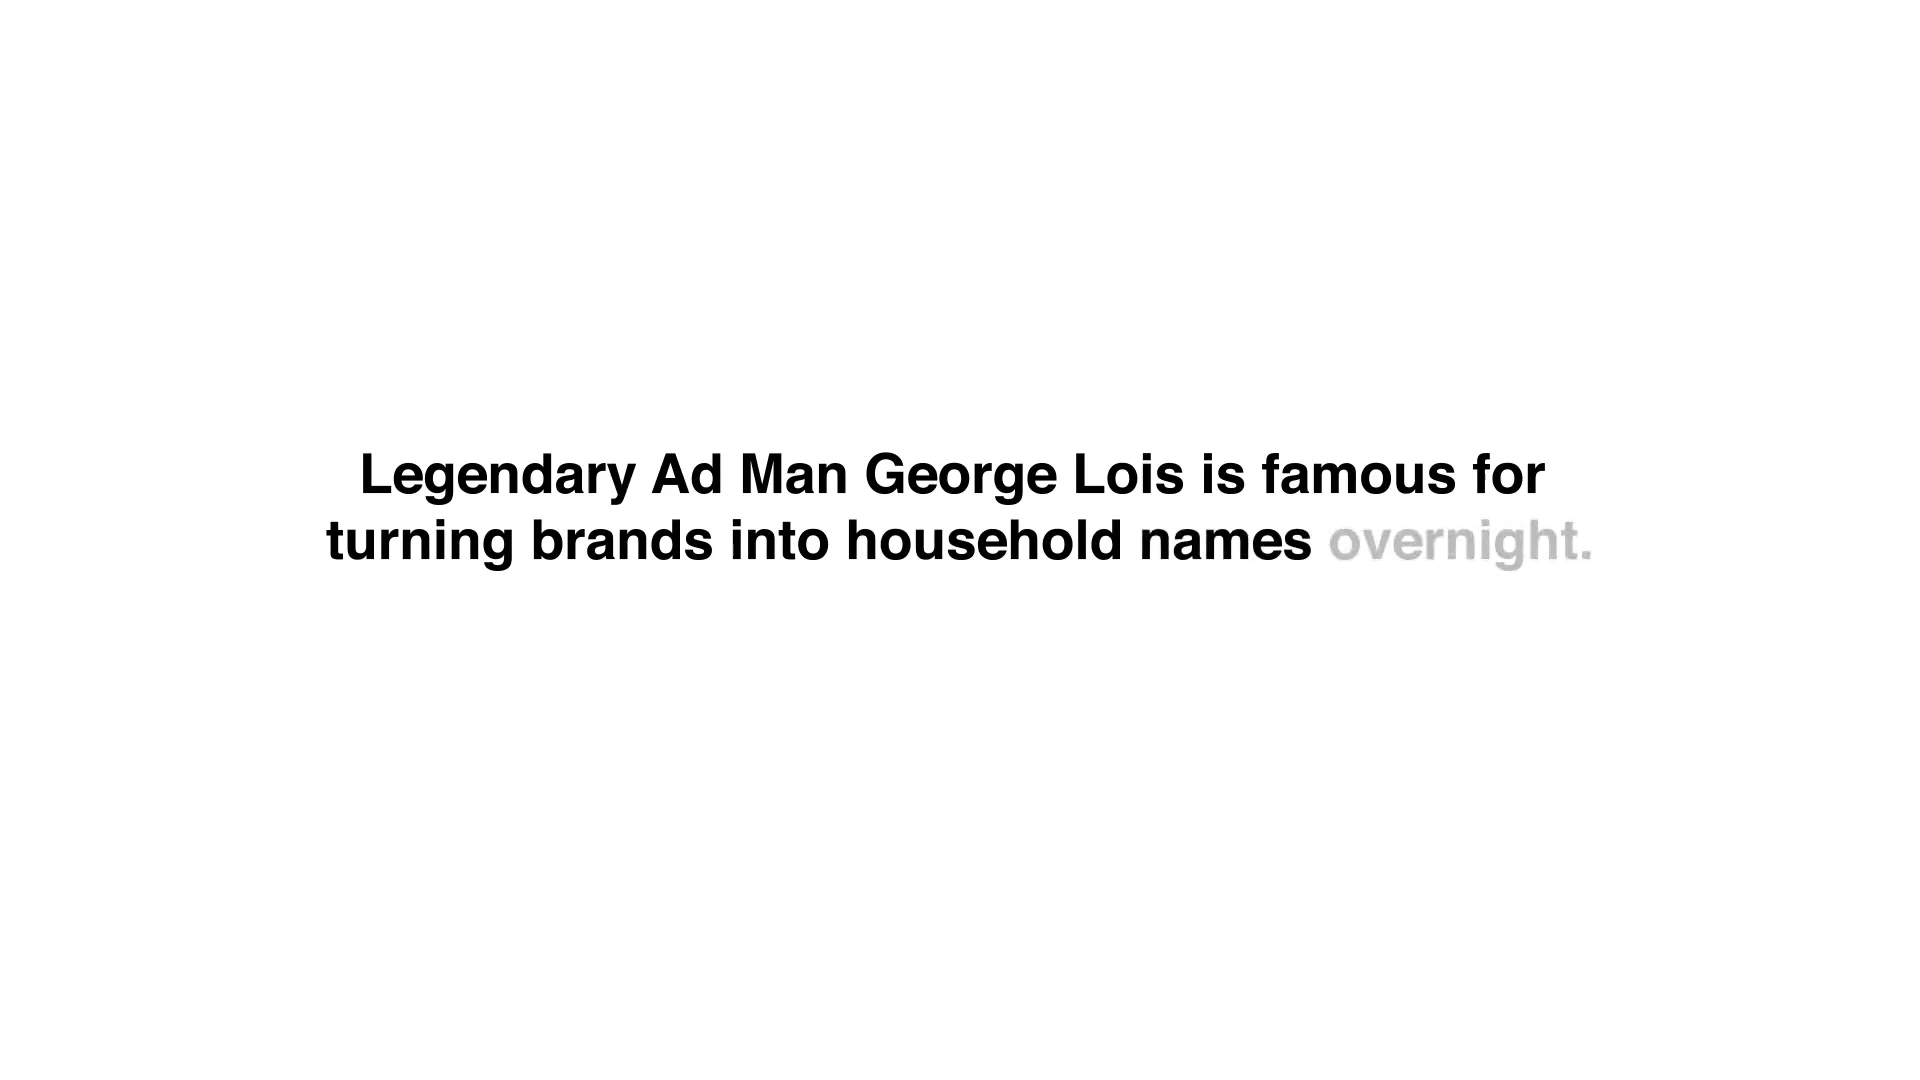 Legendary Ad Man George Lois is famous for
turning brands into household names overnight.